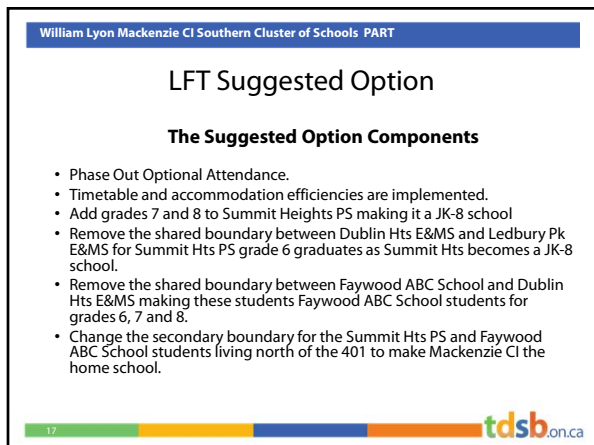 William Lyon Mackenzie CI Southern Cluster of Schools PART
LFT Suggested Option
The Suggested Option Components
• Phase Out Optional Attendance.
• Timetable and accommodation efficiencies are implemented.
• Add grades 7 and 8 to Summit Heights PS making it a JK-8 school
• Remove the shared boundary between Dublin Hts E&MS and Ledbury Pk
E&MS for Summit Hts PS grade 6 graduates as Summit Hts becomes a JK-8
school.
• Remove the shared boundary between Faywood ABC School and Dublin
Hts E&MS making these students Faywood ABC School students for
grades 6, 7 and 8.
• Change the secondary boundary for the Summit Hts PS and Faywood
ABC School students living north of the 401 to make Mackenzie CI the
home school.
17
tdsb.on.ca